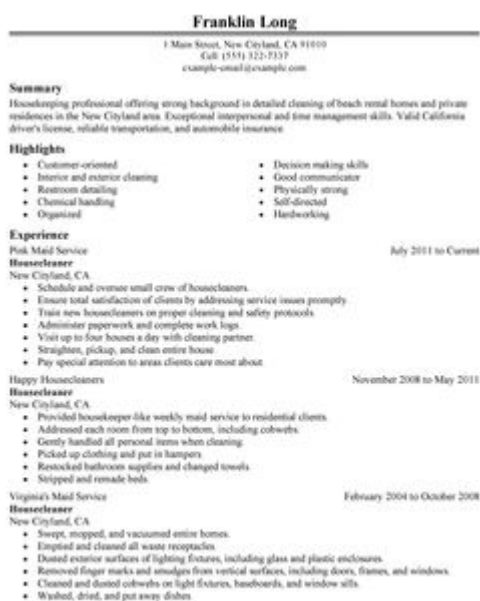 Franklin Long
1 Main Street, New Cityland, CA 91010
Cell: (555) 322-7337
example-email@example.com
Summary
Housekeeping professional offering strong background in detailed cleaning of beach rental homes and private
residences in the New Cityland area. Exceptional interpersonal and time management skills. Valid California
driver's license, reliable transportation, and automobile insurance
Highlights
• Customer-oriented
• Interior and exterior cleaning
• Restroom detailing
• Chemical handling
• Organized
• Decision making skills
• Good communicator
• Physically strong
• Self-directed
• Hardworking
Experience
Pink Maid Service July 2011 to Current
Housecleaner
New Cityland, CA
• Schedule and oversee small crew of housecleaners.
• Ensure total satisfaction of clients by addressing service issues promptly
• Train new housecleaners on proper cleaning and safety protocols.
• Administer paperwork and complete work logs.
• Visit up to four houses a day with cleaning partner.
• Straighten, pickup, and clean entire house
• Pay special attention to areas clients care most about
Happy Housecleaners November 2008 to May 2011
Housecleaner
New Cityland, CA
• Provided housekeeper-like weekly maid service to residential clients.
• Addressed each room from top to bottom, including cobwebs.
• Gently handled all personal items when cleaning.
• Picked up clothing and put in hampers.
• Restocked bathroom supplies and changed towels.
• Stripped and remade beds.
Virginia's Maid Service February 2004 to October 2008
Housecleaner
New Cityland, CA
• Swept, mopped, and vacuumed entire homes.
• Emptied and cleaned all waste receptacles
• Dusted exterior surfaces of lighting fixtures, including glass and plastic enclosures.
• Removed finger marks and smudges from vertical surfaces, including doors, frames, and windows.
• Cleaned and dusted cobwebs on light fixtures, baseboards, and window sills.
• Washed, dried, and put away dishes